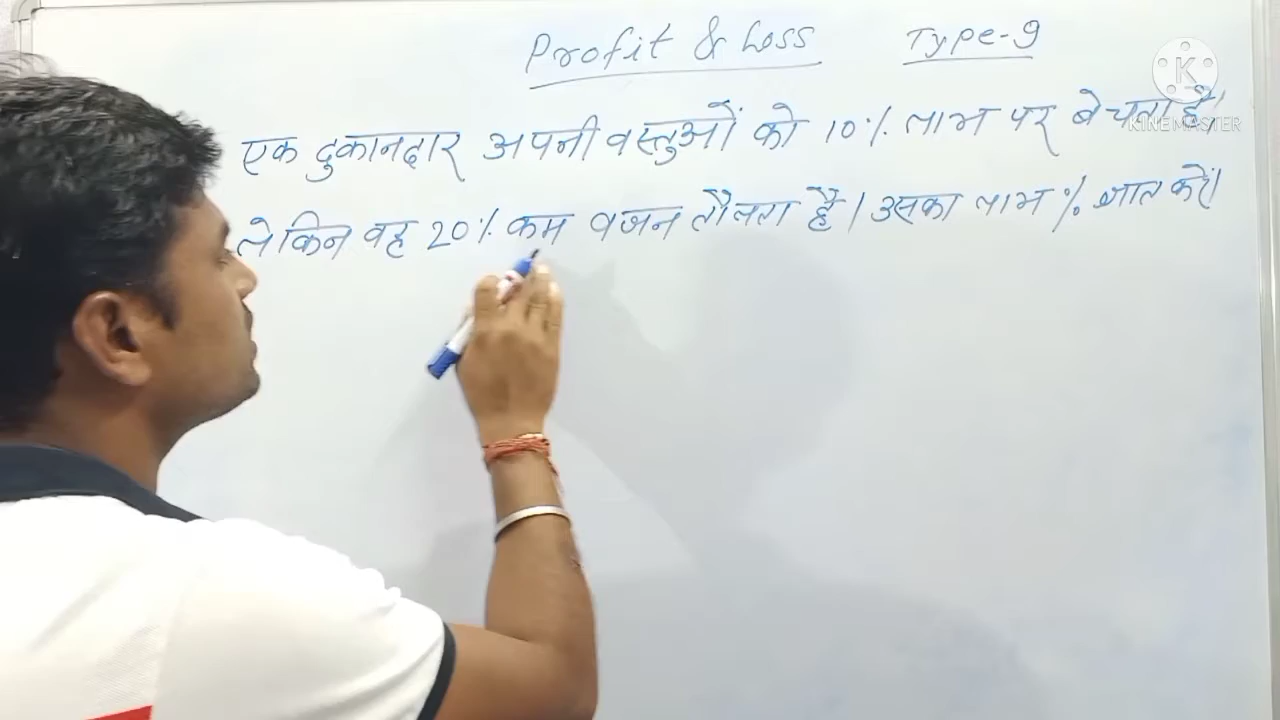 Profit & Loss Type-9
एक दुकानदार अपनी वस्तुओं को 10% लाभ पर बेचता है।
लेकिन वह 20% कम वजन तौलता है। उसका लाभ % ज्ञात करें।
K
KINEMASTER